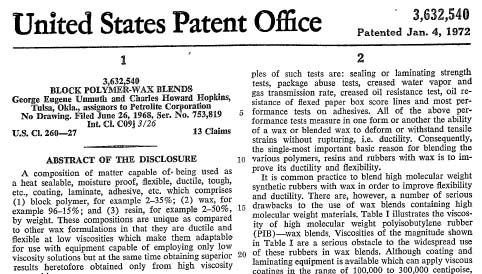 United States Patent Office
3,632,540
Patented Jan. 4, 1972
1
3,632,540
BLOCK POLYMER-WAX BLENDS
George Eugene Unmuth and Charles Howard Hopkins,
Tulsa, Okla., assignors to Petrolite Corporation
No Drawing. Filed June 26, 1968, Ser. No. 753,819
Int. Cl. C09j 3/26
U.S. Cl. 260—27
13 Claims
ABSTRACT OF THE DISCLOSURE
A composition of matter capable of- being used as
a heat sealable, moisture proof, flexible, ductile, tough,
etc., coating, laminate, adhesive, etc. which comprises
(1) block polymer, for example 2-35%; (2) wax, for
example 96-15%; and (3) resin, for example 2-50%,
by weight. These compositions are unique as compared
to other wax formulations in that they are ductile and
flexible at low viscosities which make them adaptable
for use with equipment capable of employing only low
viscosity solutions but at the same time obtaining superior
results heretofore obtained only from high viscosity
2
ples of such tests are: sealing or laminating strength
tests, package abuse tests, creased water vapor and
gas transmission rate, creased oil resistance test, oil re-
sistance of flexed paper box score lines and most per-
5 formance tests on adhesives. All of the above per-
formance tests measure in one form or another the ability
of a wax or blended wax to deform or withstand tensile
strains without rupturing, i.e. ductility. Consequently,
the single-most important basic reason for blending the
10 various polymers, resins and rubbers with wax is to im-
prove its ductility and flexibility.
It is common practice to blend high molecular weight
synthetic rubbers with wax in order to improve flexibility
and ductility. There are, however, a number of serious
15 drawbacks to the use of wax blends containing high
molecular weight materials. Table I illustrates the viscos-
ity of high molecular weight polyisobutylene rubber
(PIB)—wax blends. Viscosities of the magnitude shown
in Table I are a serious obstacle to the widespread use
20 of these rubbers in wax blends. Although coating and
laminating equipment is available which can apply viscous
coatings in the range of 100,000 to 300,000 centipoise,